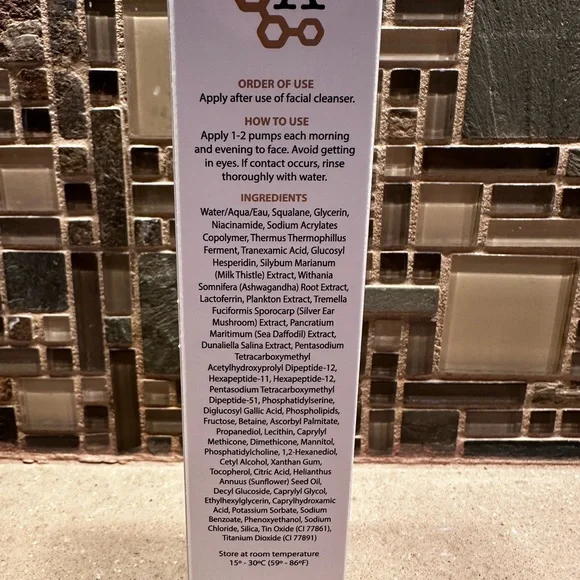 ORDER OF USE
Apply after use of facial cleanser.
HOW TO USE
Apply 1-2 pumps each morning
and evening to face. Avoid getting
in eyes. If contact occurs, rinse
thoroughly with water.
INGREDIENTS
Water/Aqua/Eau, Squalane, Glycerin,
Niacinamide, Sodium Acrylates
Copolymer, Thermus Thermophillus
Ferment, Tranexamic Acid, Glucosyl
Hesperidin, Silybum Marianum
(Milk Thistle) Extract, Withania
Somnifera (Ashwagandha) Root Extract,
Lactoferrin, Plankton Extract, Tremella
Fuciformis Sporocarp (Silver Ear
Mushroom) Extract, Pancratium
Maritimum (Sea Daffodil) Extract,
Dunaliella Salina Extract, Pentasodium
Tetracarboxymethyl
Acetylhydroxyprolyl Dipeptide-12,
Hexapeptide-11, Hexapeptide-12,
Pentasodium Tetracarboxymethyl
Dipeptide-51, Phosphatidylserine,
Diglucosyl Gallic Acid, Phospholipids,
Fructose, Betaine, Ascorbyl Palmitate,
Propanediol, Lecithin, Caprylyl
Methicone, Dimethicone, Mannitol,
Phosphatidylcholine, 1,2-Hexanediol,
Cetyl Alcohol, Xanthan Gum,
Tocopherol, Citric Acid, Helianthus
Annuus (Sunflower) Seed Oil,
Decyl Glucoside, Caprylyl Glycol,
Ethylhexylglycerin, Caprylhydroxamic
Acid, Potassium Sorbate, Sodium
Benzoate, Phenoxyethanol, Sodium
Chloride, Silica, Tin Oxide (CI 77861),
Titanium Dioxide (CI 77891)
Store at room temperature
15º - 30ºC (59º - 86ºF)